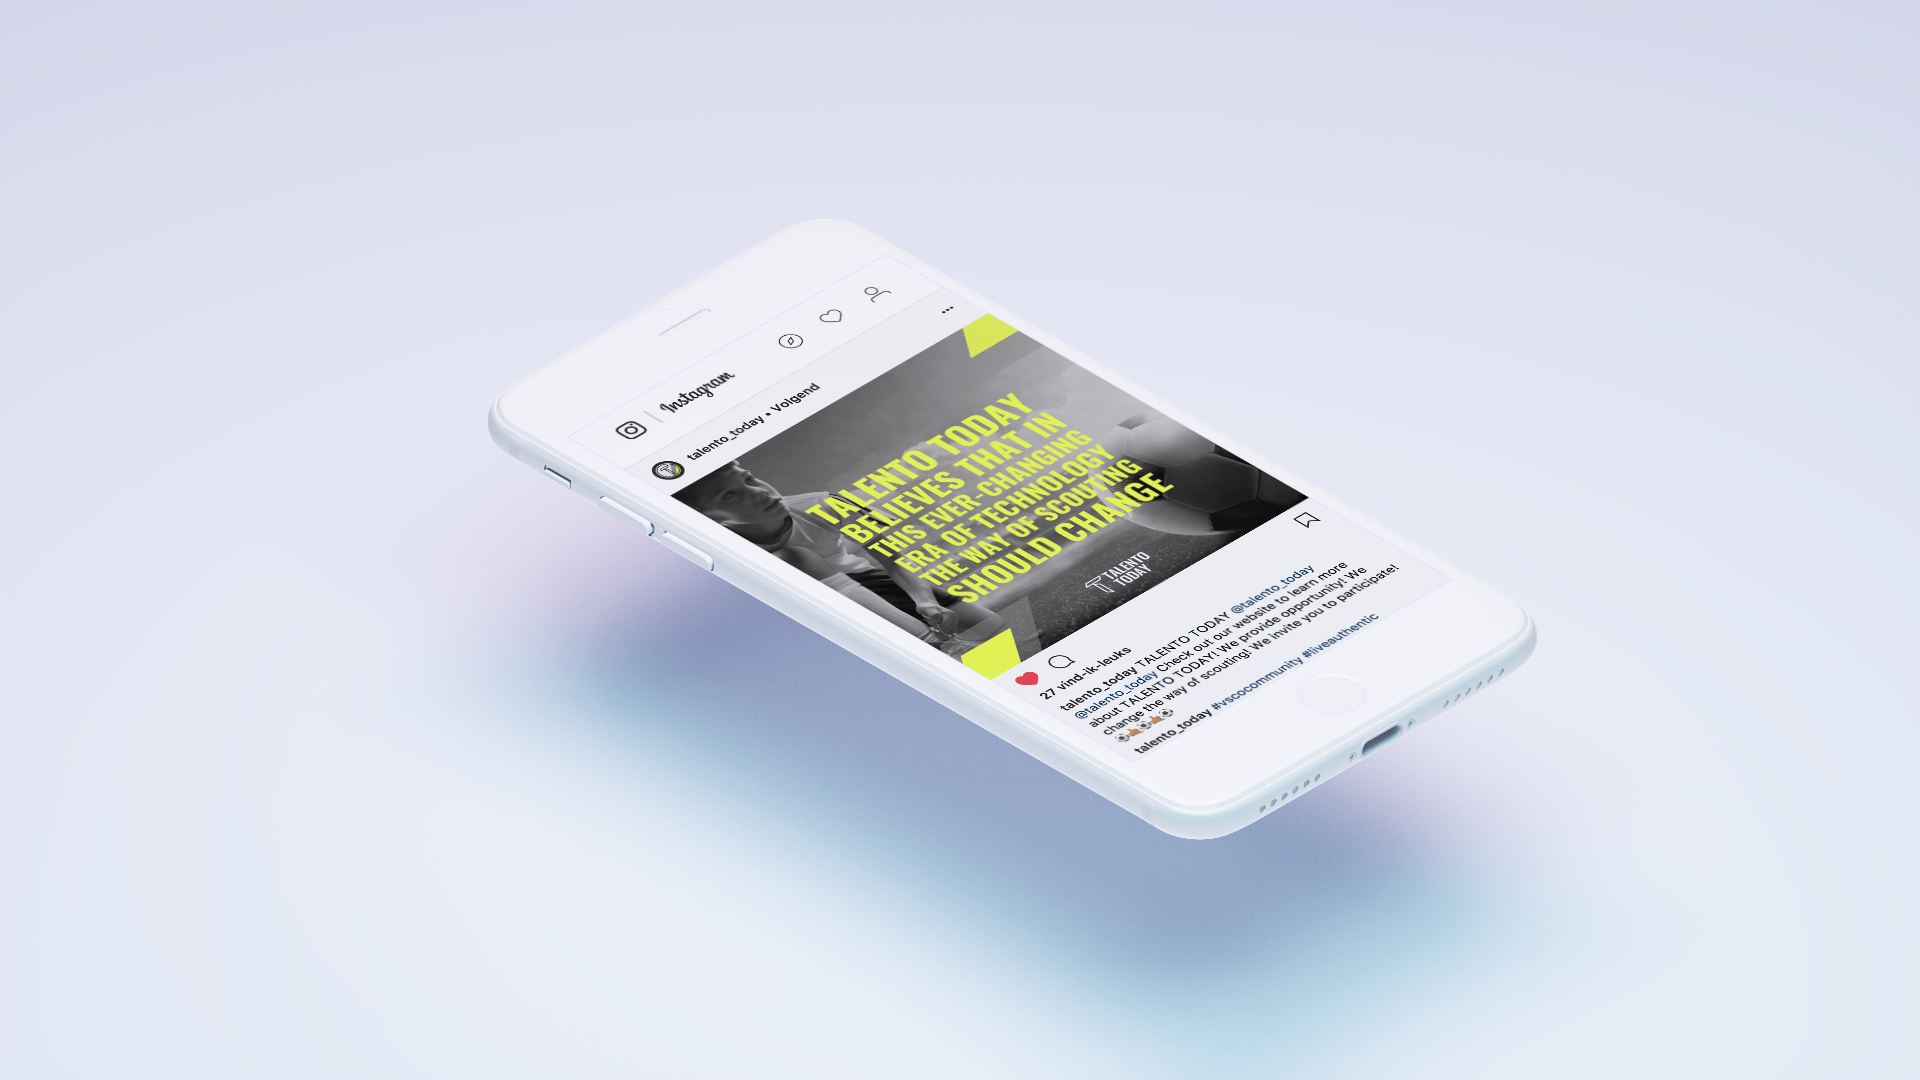 Instagram
talento_today • Volgend
TALENTO TODAY
BELIEVES THAT IN
THIS EVER-CHANGING
ERA OF TECHNOLOGY
THE WAY OF SCOUTING
SHOULD CHANGE
TALENTO
TODAY
27 vind-ik-leuks
talento_today TALENTO TODAY @talento_today
@talento_today Check out our website to learn more
about TALENTO TODAY! We provide opportunity! We
change the way of scouting! We invite you to participate!
talento_today #vscocommunity #liveauthentic